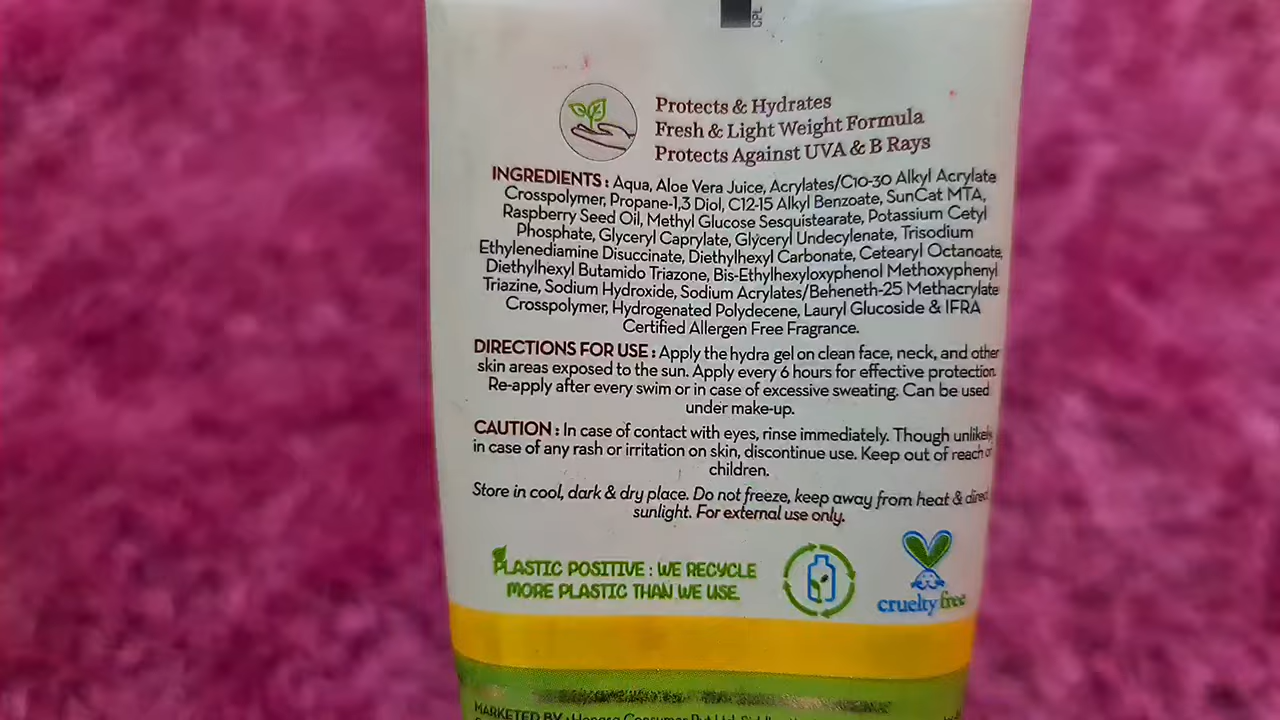 CPL
Protects & Hydrates
Fresh & Light Weight Formula
Protects Against UVA & B Rays
INGREDIENTS : Aqua, Aloe Vera Juice, Acrylates/C10-30 Alkyl Acrylate
Crosspolymer, Propane-1,3 Diol, C12-15 Alkyl Benzoate, SunCat MTA,
Raspberry Seed Oil, Methyl Glucose Sesquistearate, Potassium Cetyl
Phosphate, Glyceryl Caprylate, Glyceryl Undecylenate, Trisodium
Ethylenediamine Disuccinate, Diethylhexyl Carbonate, Cetearyl Octanoate,
Diethylhexyl Butamido Triazone, Bis-Ethylhexyloxyphenol Methoxyphenyl
Triazine, Sodium Hydroxide, Sodium Acrylates/Beheneth-25 Methacrylate
Crosspolymer, Hydrogenated Polydecene, Lauryl Glucoside & IFRA
Certified Allergen Free Fragrance.
DIRECTIONS FOR USE : Apply the hydra gel on clean face, neck, and other
skin areas exposed to the sun. Apply every 6 hours for effective protection.
Re-apply after every swim or in case of excessive sweating. Can be used
under make-up.
CAUTION : In case of contact with eyes, rinse immediately. Though unlikely
in case of any rash or irritation on skin, discontinue use. Keep out of reach of
children.
Store in cool, dark & dry place. Do not freeze, keep away from heat & direct
sunlight. For external use only.
PLASTIC POSITIVE : WE RECYCLE
MORE PLASTIC THAN WE USE.
cruelty free
MARKETED BY : Honasa Consumer Pvt Ltd.